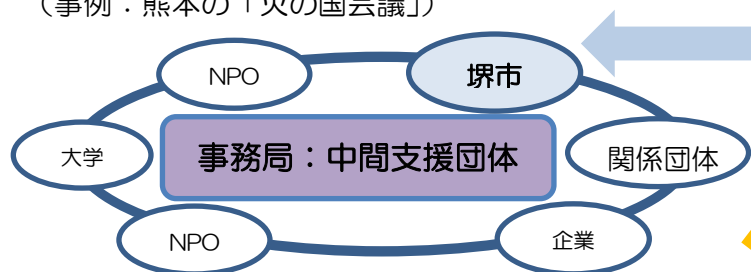 （事例：熊本の「火の国会議」）
NPO
堺市
大学
事務局：中間支援団体
関係団体
NPO
企業